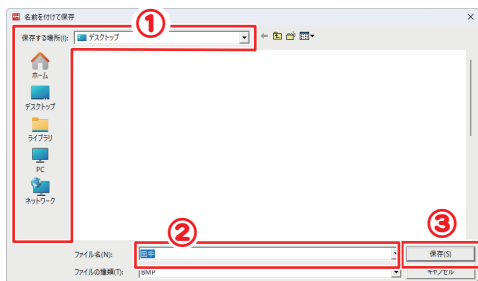 名前を付けて保存
①
保存する場所(I):
デスクトップ
ホーム
デスクトップ
ライブラリ
PC
ネットワーク
②
③
ファイル名(N):
田中
保存(S)
ファイルの種類(T):
BMP
キャンセル